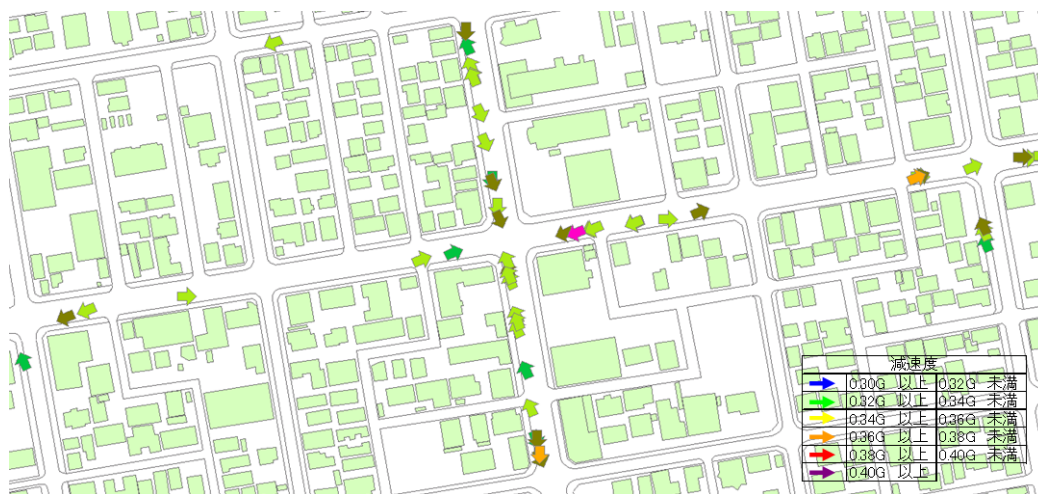 減速度
0.30G 以上 0.32G 未満
0.32G 以上 0.34G 未満
0.34G 以上 0.36G 未満
0.36G 以上 0.38G 未満
0.38G 以上 0.40G 未満
0.40G 以上